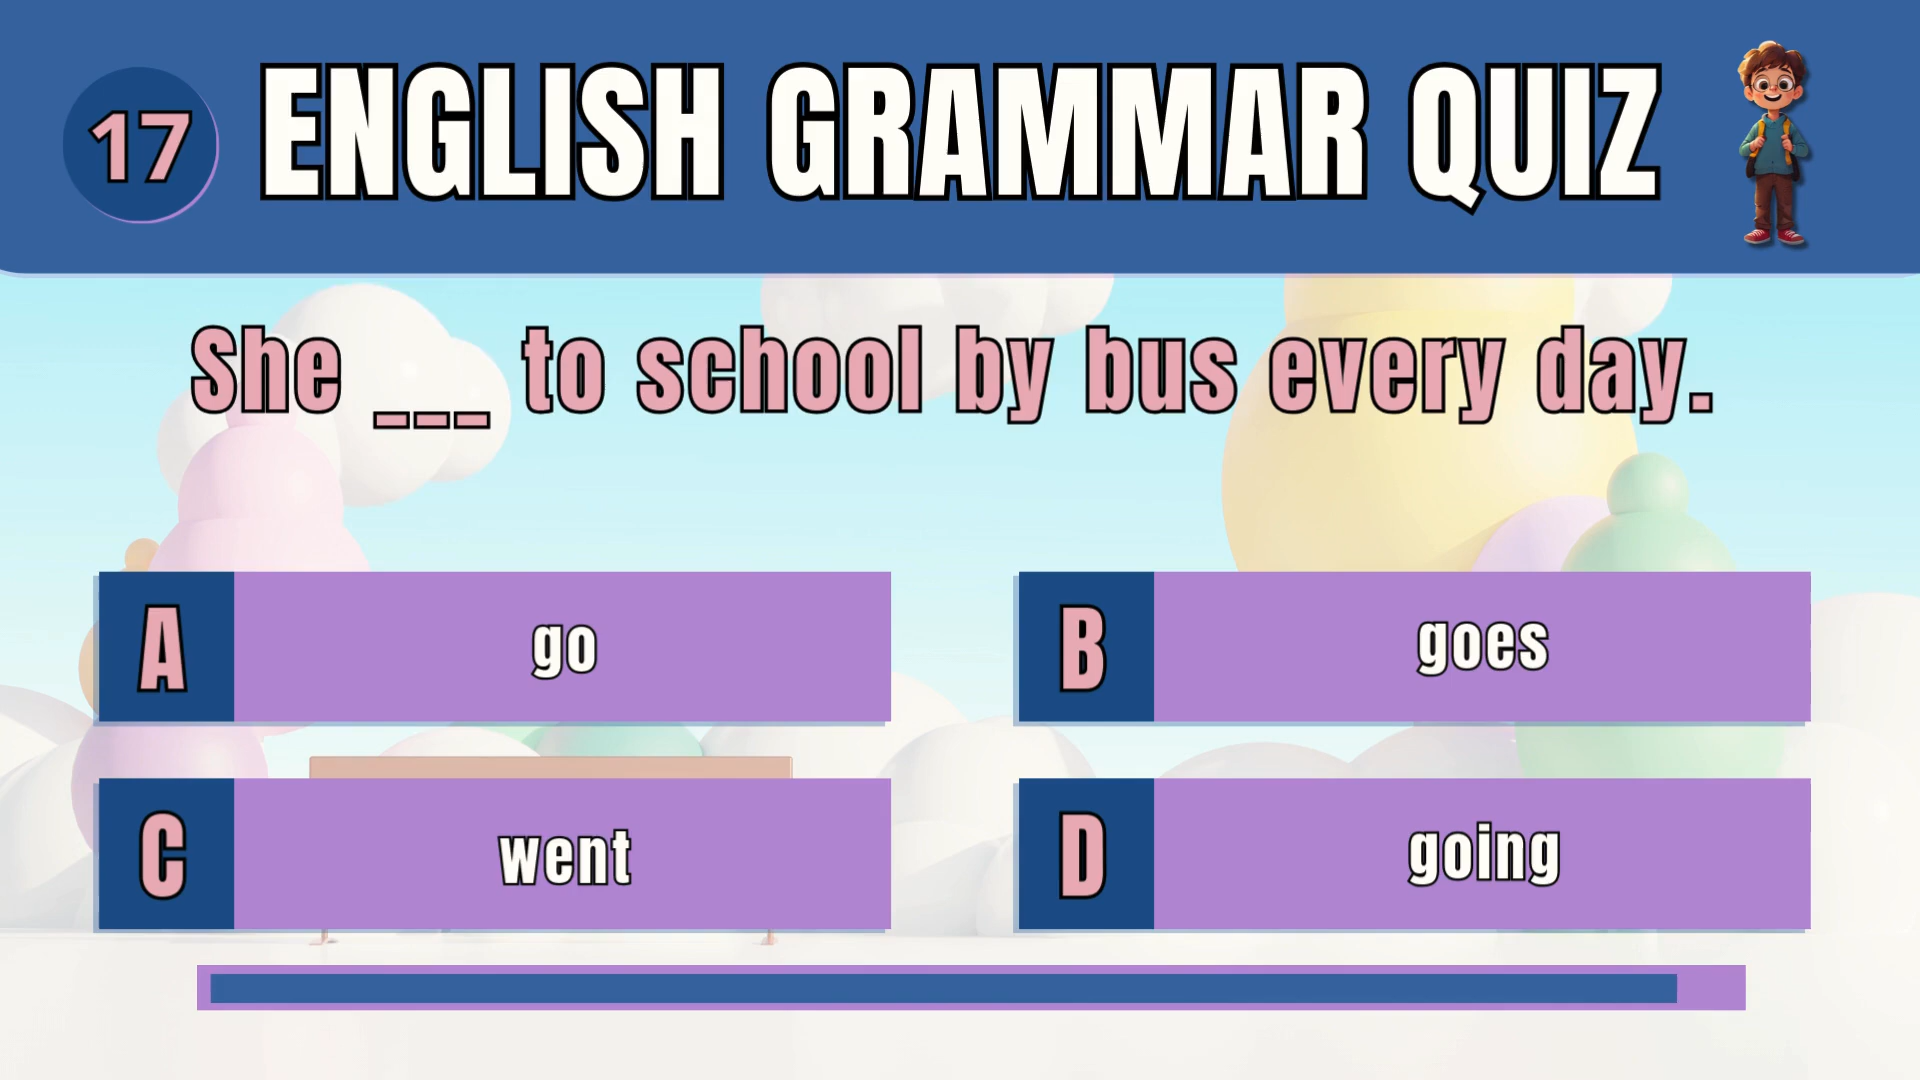 17
ENGLISH GRAMMAR QUIZ
She ___ to school by bus every day.
A
go
B
goes
C
went
D
going